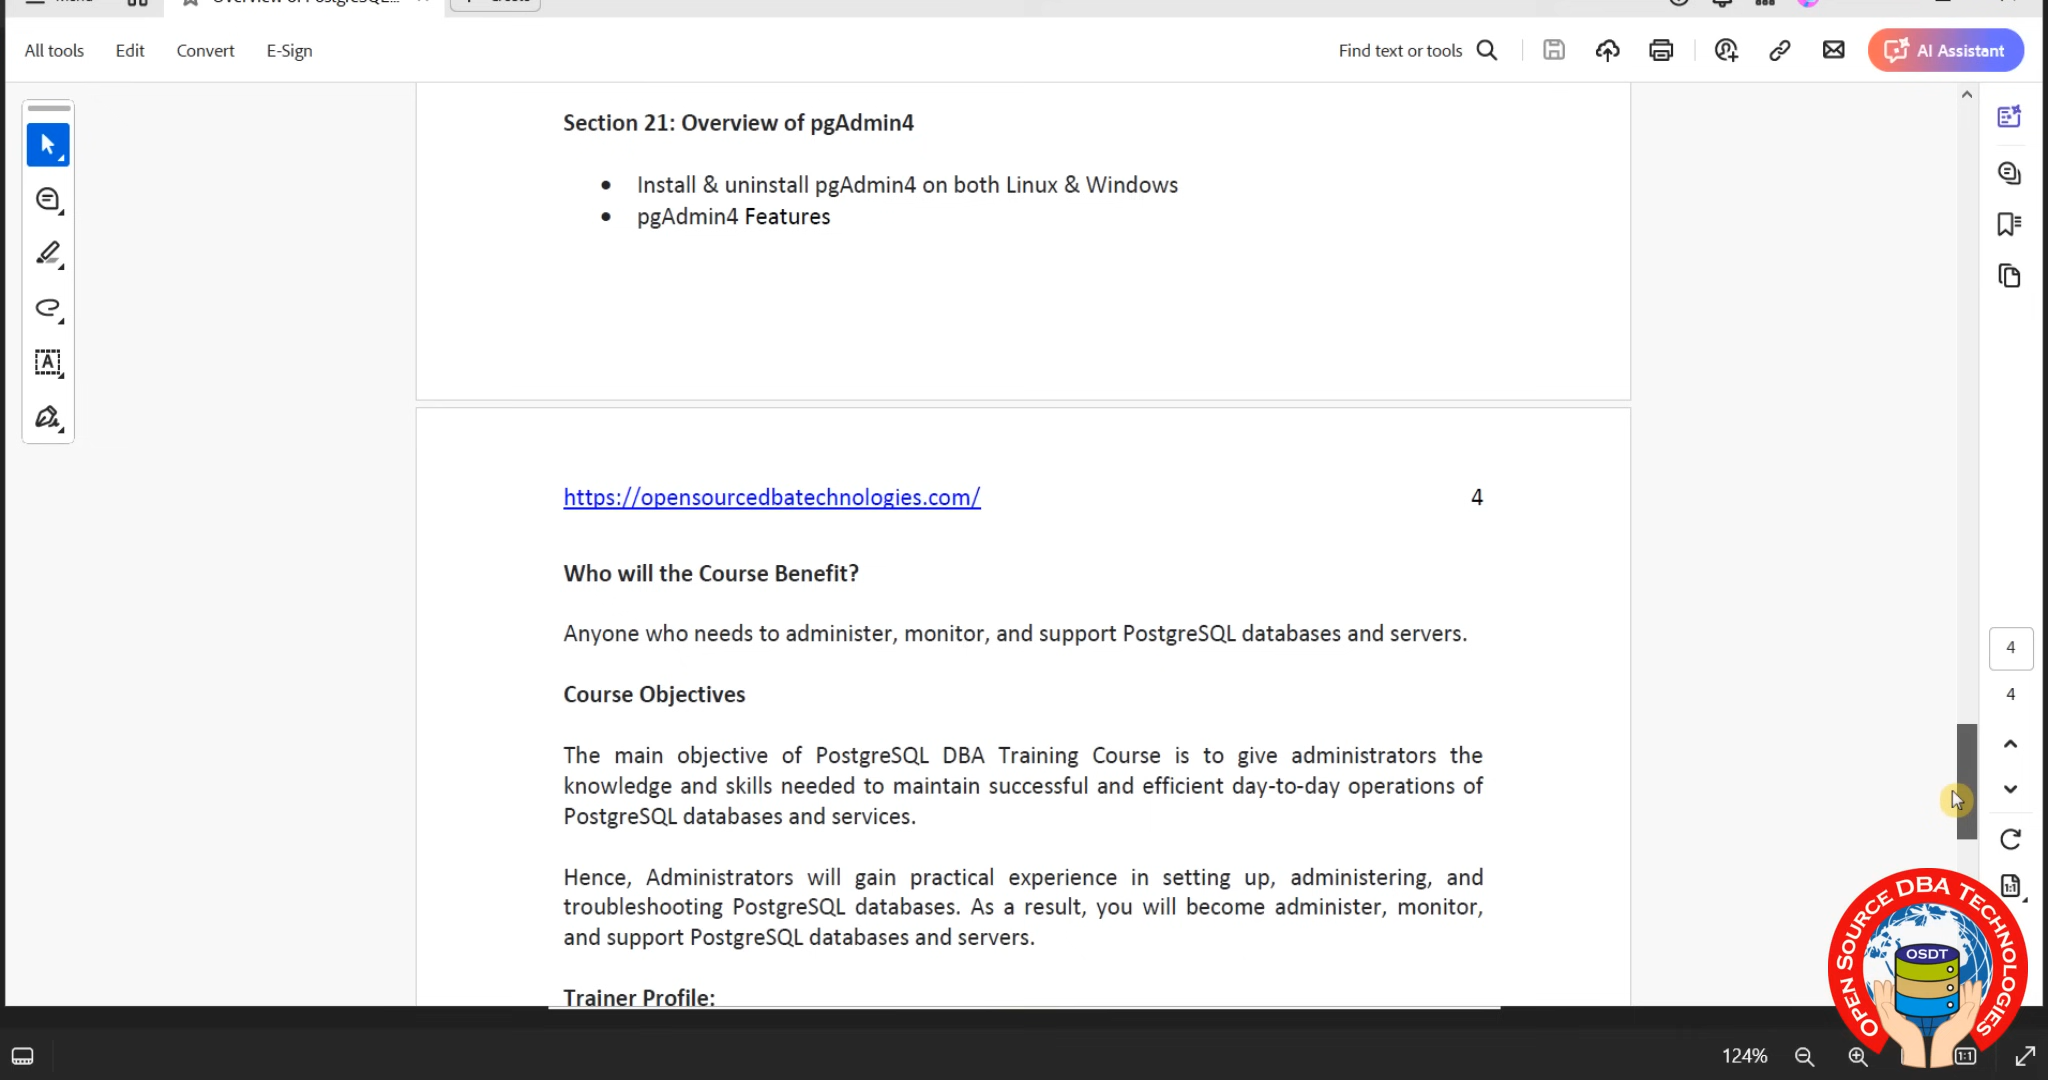 All tools Edit Convert E-Sign Find text or tools AI Assistant
Section 21: Overview of pgAdmin4
• Install & uninstall pgAdmin4 on both Linux & Windows
• pgAdmin4 Features
https://opensourcedbatechnologies.com/ 4
Who will the Course Benefit?
Anyone who needs to administer, monitor, and support PostgreSQL databases and servers.
Course Objectives
The main objective of PostgreSQL DBA Training Course is to give administrators the
knowledge and skills needed to maintain successful and efficient day-to-day operations of
PostgreSQL databases and services.
Hence, Administrators will gain practical experience in setting up, administering, and
troubleshooting PostgreSQL databases. As a result, you will become administer, monitor,
and support PostgreSQL databases and servers.
Trainer Profile:
4
4
1:1
OPEN SOURCE DBA TECHNOLOGIES
OSDT
124% 1:1